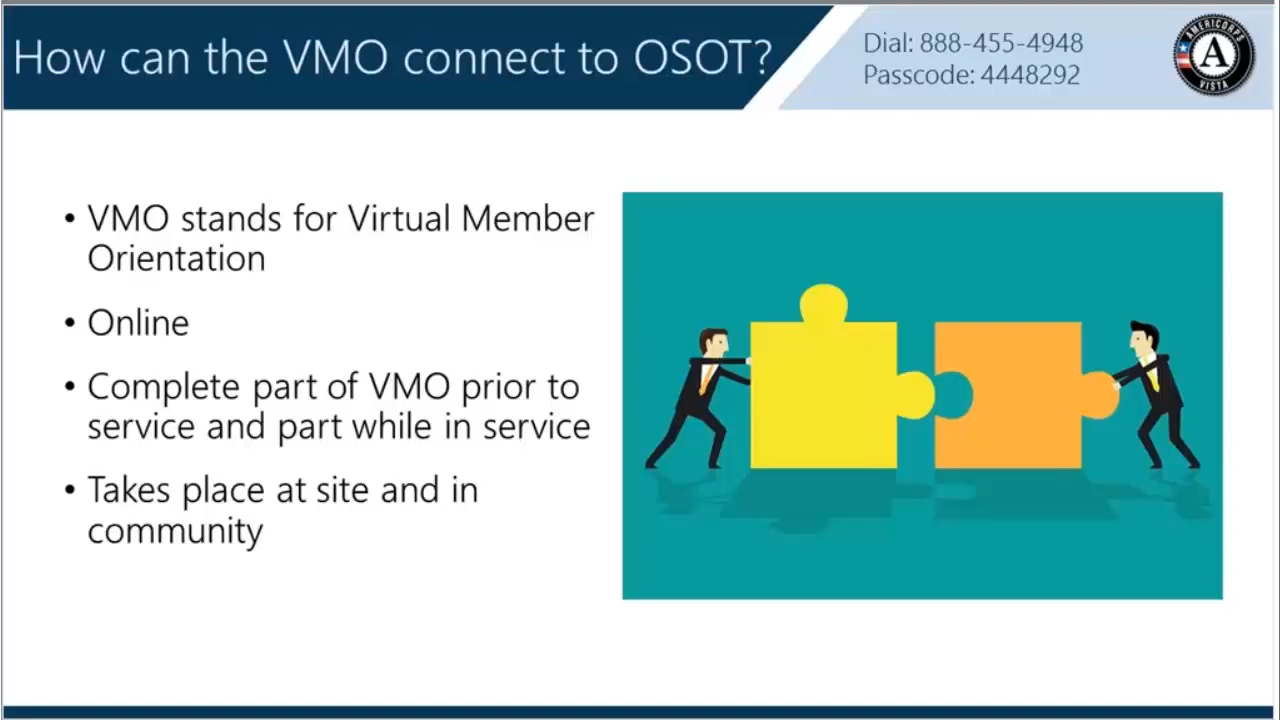 How can the VMO connect to OSOT?
Dial: 888-455-4948
Passcode: 4448292
AMERICORPS
A
VISTA
• VMO stands for Virtual Member
Orientation
• Online
• Complete part of VMO prior to
service and part while in service
• Takes place at site and in
community